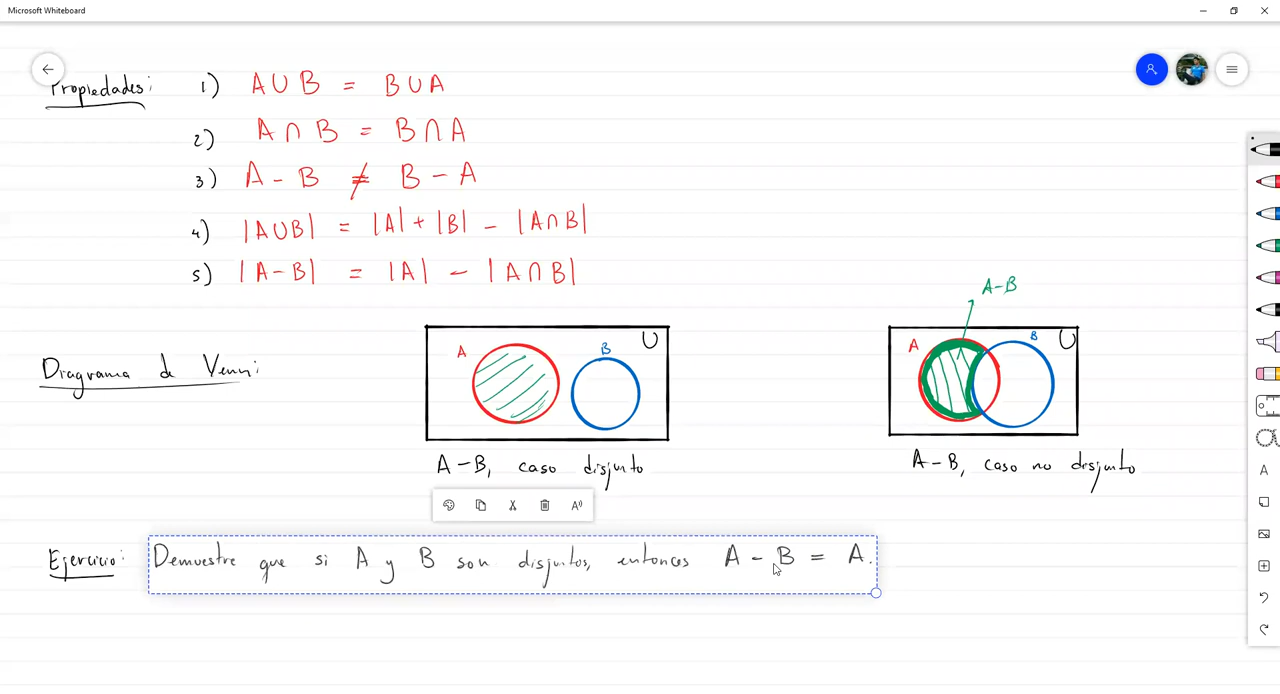 Microsoft Whiteboard
Propiedades: 1) A ∪ B = B ∪ A
2) A ∩ B = B ∩ A
3) A - B ≠ B - A
4) |A∪B| = |A| + |B| - |A∩B|
5) |A-B| = |A| - |A∩B|
A-B
Diagrama de Venn:
A B U
A B U
A-B, caso disjunto
A-B, caso no disjunto
Ejercicio: Demuestre que si A y B son disjuntos, entonces A - B = A.